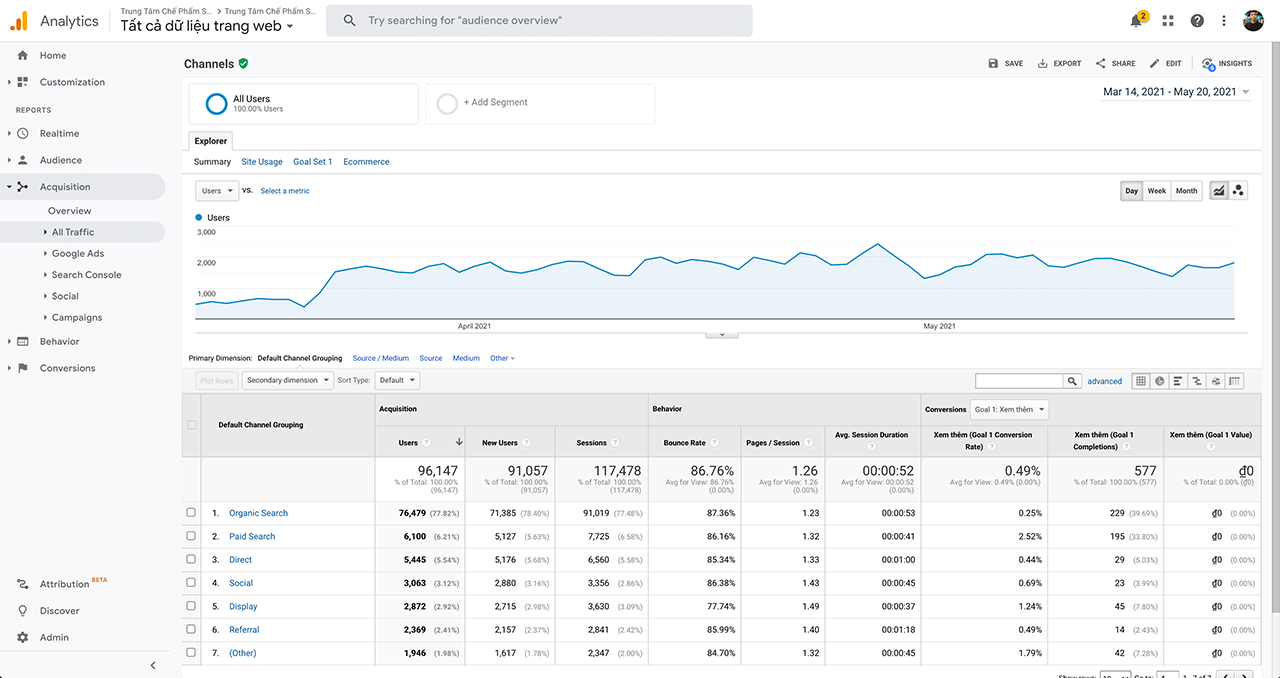 Analytics
Trung Tâm Chế Phẩm S... > Trung Tâm Chế Phẩm S...
Tất cả dữ liệu trang web
Try searching for "audience overview"
2
Home
Customization
REPORTS
Realtime
Audience
Acquisition
Overview
All Traffic
Google Ads
Search Console
Social
Campaigns
Behavior
Conversions
Attribution BETA
Discover
Admin
Channels
SAVE EXPORT SHARE EDIT INSIGHTS
All Users
100.00% Users
+ Add Segment
Mar 14, 2021 - May 20, 2021
Explorer
Summary Site Usage Goal Set 1 Ecommerce
Users VS. Select a metric
Day Week Month
Users
3,000
2,000
1,000
April 2021 May 2021
Primary Dimension: Default Channel Grouping Source / Medium Source Medium Other
Plot Rows Secondary dimension Sort Type: Default
advanced
Default Channel Grouping Acquisition Behavior Conversions Goal 1: Xem thêm
Users ? New Users ? Sessions ? Bounce Rate ? Pages / Session ? Avg. Session Duration ? Xem thêm (Goal 1 Conversion Rate) ? Xem thêm (Goal 1 Completions) ? Xem thêm (Goal 1 Value) ?
96,147 91,057 117,478 86.76% 1.26 00:00:52 0.49% 577 ₫0
% of Total: 100.00% (96,147) % of Total: 100.00% (91,057) % of Total: 100.00% (117,478) Avg for View: 86.76% (0.00%) Avg for View: 1.26 (0.00%) Avg for View: 00:00:52 (0.00%) Avg for View: 0.49% (0.00%) % of Total: 100.00% (577) % of Total: 0.00% (₫0)
1. Organic Search 76,479 (77.82%) 71,385 (78.40%) 91,019 (77.48%) 87.36% 1.23 00:00:53 0.25% 229 (39.69%) ₫0 (0.00%)
2. Paid Search 6,100 (6.21%) 5,127 (5.63%) 7,725 (6.58%) 86.16% 1.32 00:00:41 2.52% 195 (33.80%) ₫0 (0.00%)
3. Direct 5,445 (5.54%) 5,176 (5.68%) 6,560 (5.58%) 85.34% 1.33 00:01:00 0.44% 29 (5.03%) ₫0 (0.00%)
4. Social 3,063 (3.12%) 2,880 (3.16%) 3,356 (2.86%) 86.38% 1.43 00:00:45 0.69% 23 (3.99%) ₫0 (0.00%)
5. Display 2,872 (2.92%) 2,715 (2.98%) 3,630 (3.09%) 77.74% 1.49 00:00:37 1.24% 45 (7.80%) ₫0 (0.00%)
6. Referral 2,369 (2.41%) 2,157 (2.37%) 2,841 (2.42%) 85.99% 1.40 00:01:18 0.49% 14 (2.43%) ₫0 (0.00%)
7. (Other) 1,946 (1.98%) 1,617 (1.78%) 2,347 (2.00%) 84.70% 1.32 00:00:45 1.79% 42 (7.28%) ₫0 (0.00%)
Show rows: 10 Go to: 1 1 - 7 of 7